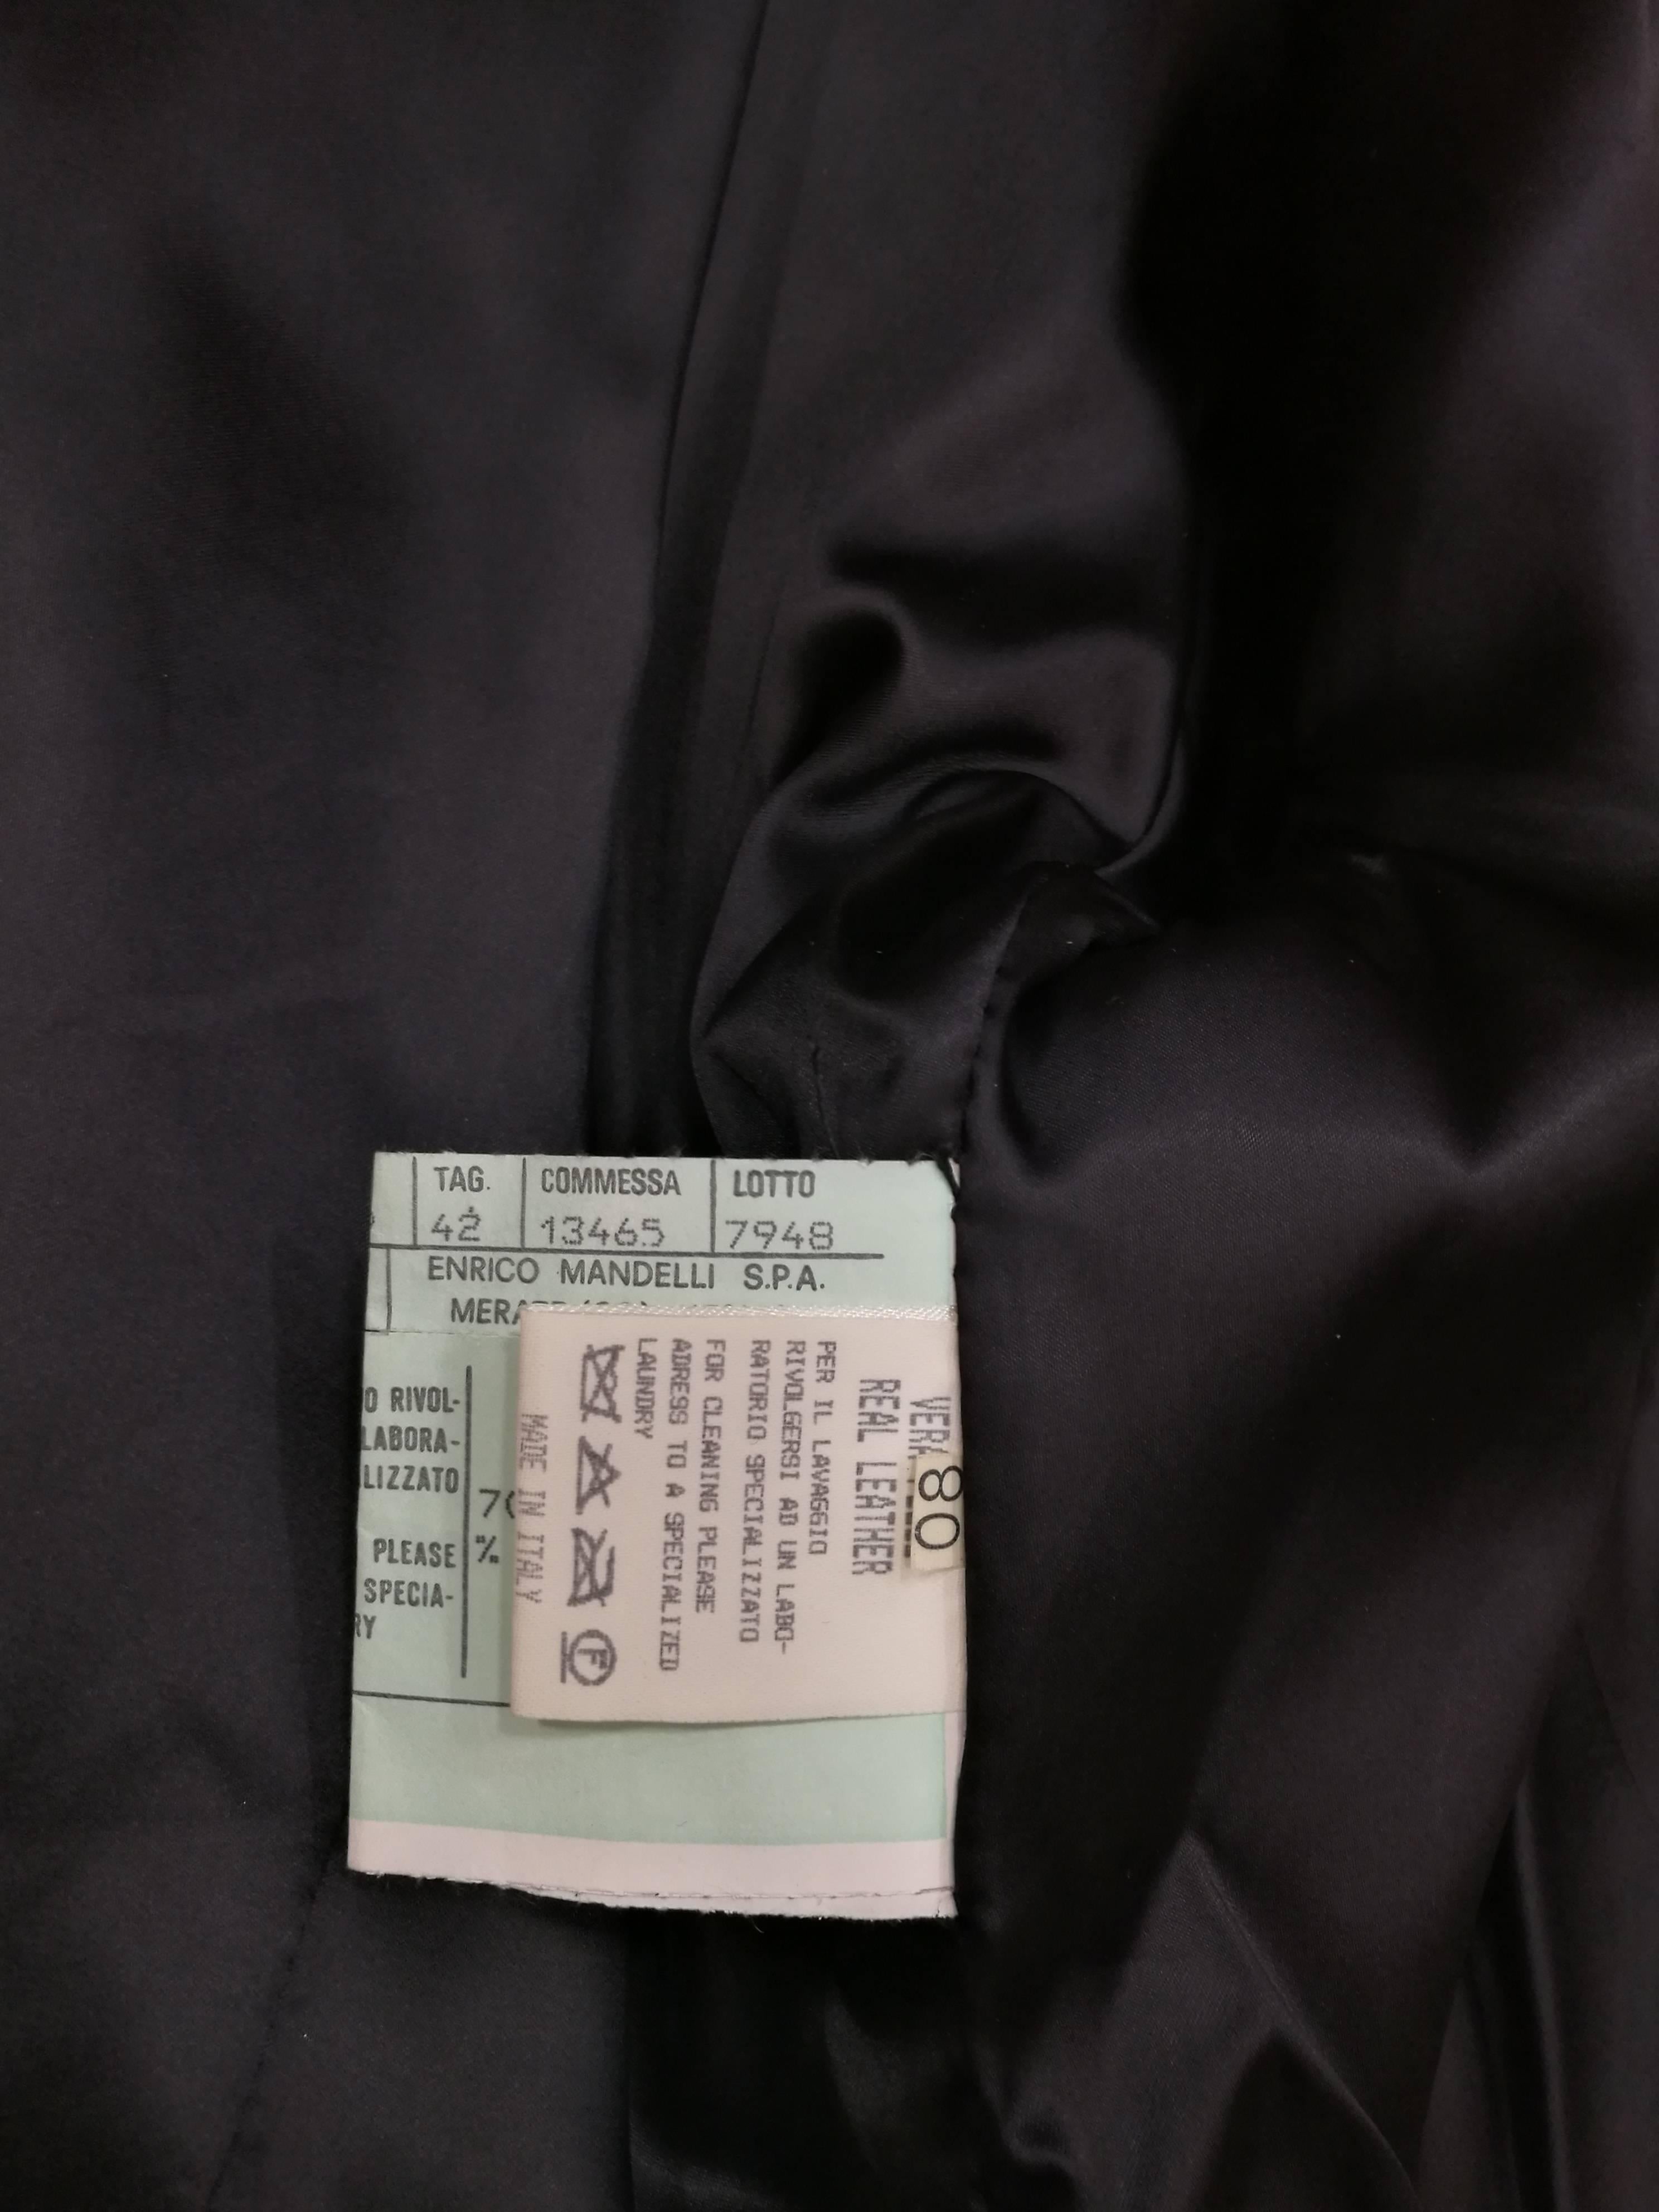 TAG. COMMESSA LOTTO
42 13465 7948
ENRICO MANDELLI S.P.A.
O RIVOL-
LABORA-
LIZZATO
PLEASE
SPECIA-
RY
70
%
80
REAL LEATHER
PER IL LAVAGGIO
RIVOLGERSI AD UN LABO-
RATORIO SPECIALIZZATO
FOR CLEANING PLEASE
ADRESS TO A SPECIALIZED
LAUNDRY
F
MADE IN ITALY